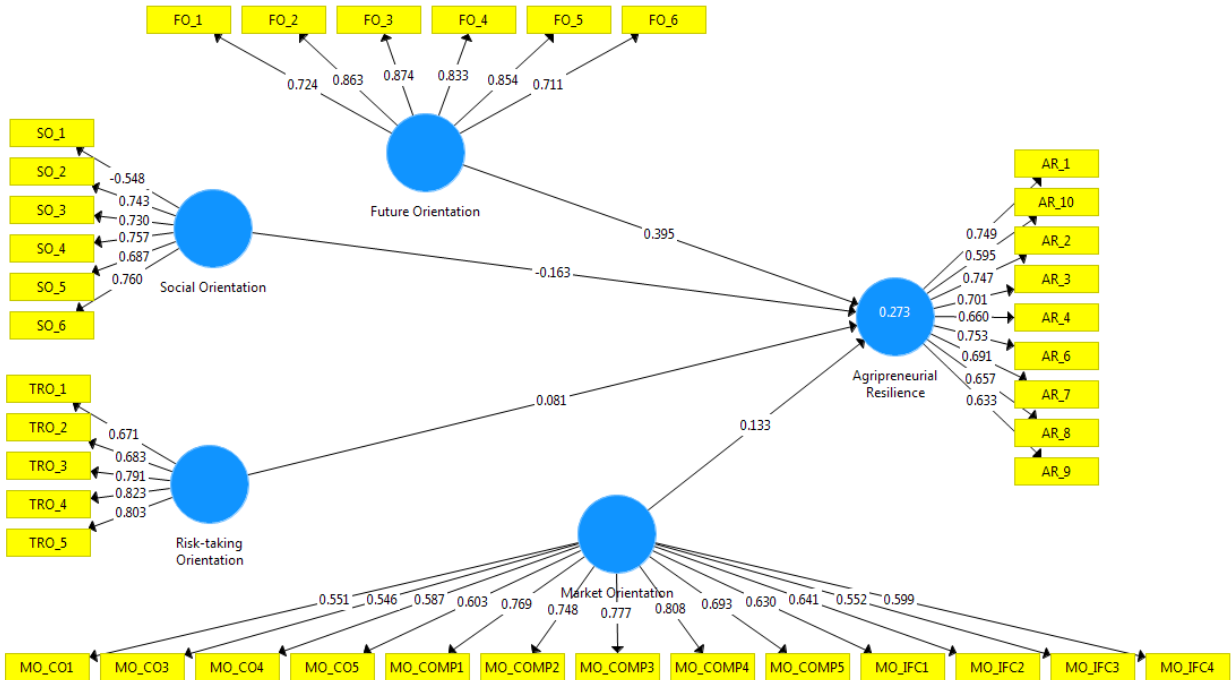 FO_1 FO_2 FO_3 FO_4 FO_5 FO_6
0.724 0.863 0.874 0.833 0.854 0.711
Future Orientation
SO_1
SO_2
SO_3
SO_4
SO_5
SO_6
-0.548
0.743
0.730
0.757
0.687
0.760
Social Orientation
0.395
-0.163
0.081
0.133
0.273
Agripreneurial
Resilience
AR_1
AR_10
AR_2
AR_3
AR_4
AR_6
AR_7
AR_8
AR_9
0.749
0.595
0.747
0.701
0.660
0.753
0.691
0.657
0.633
TRO_1
TRO_2
TRO_3
TRO_4
TRO_5
0.671
0.683
0.791
0.823
0.803
Risk-taking
Orientation
Market Orientation
0.551 0.546 0.587 0.603 0.769 0.748 0.777 0.808 0.693 0.630 0.641 0.552 0.599
MO_CO1 MO_CO3 MO_CO4 MO_CO5 MO_COMP1 MO_COMP2 MO_COMP3 MO_COMP4 MO_COMP5 MO_IFC1 MO_IFC2 MO_IFC3 MO_IFC4